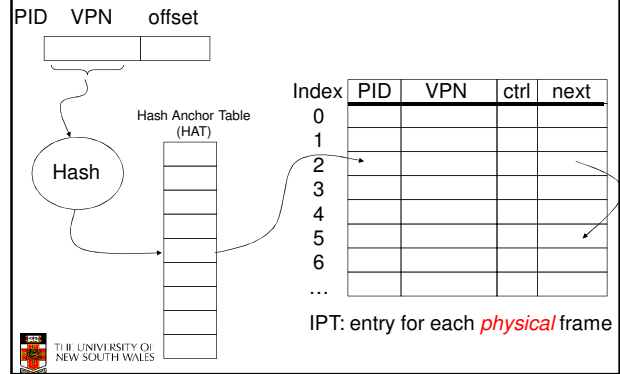 PID VPN offset
Hash
Hash Anchor Table
(HAT)
Index PID VPN ctrl next
0
1
2
3
4
5
6
…
IPT: entry for each physical frame
THE UNIVERSITY OF
NEW SOUTH WALES